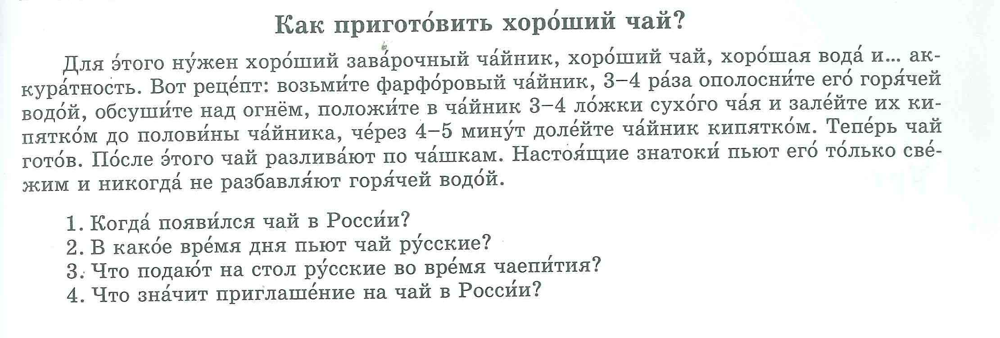 Как пригото́вить хоро́ший чай?
Для э́того ну́жен хоро́ший зава́рочный ча́йник, хоро́ший чай, хоро́шая вода́ и... ак-
кура́тность. Вот реце́пт: возьми́те фарфо́ровый ча́йник, 3–4 ра́за ополосни́те его́ горя́чей
водо́й, обсуши́те над огнём, положи́те в ча́йник 3–4 ло́жки сухо́го ча́я и зале́йте их ки-
пятко́м до полови́ны ча́йника, че́рез 4–5 мину́т доле́йте ча́йник кипятко́м. Тепе́рь чай
гото́в. По́сле э́того чай разлива́ют по ча́шкам. Настоя́щие знатоки́ пьют его́ то́лько све́-
жим и никогда́ не разбавля́ют горя́чей водо́й.
1. Когда́ появи́лся чай в Росси́и?
2. В како́е вре́мя дня пьют чай ру́сские?
3. Что подаю́т на стол ру́сские во вре́мя чаепи́тия?
4. Что зна́чит приглаше́ние на чай в Росси́и?